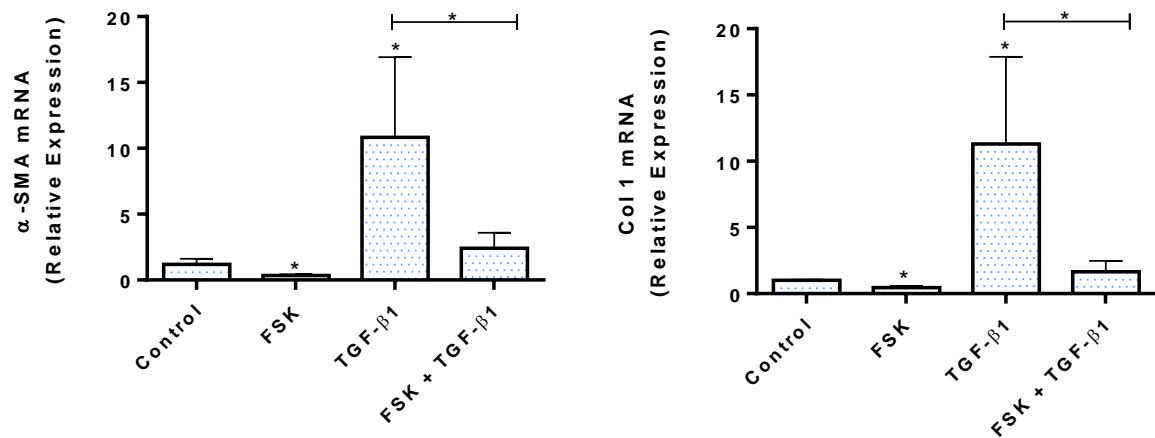 α-SMA mRNA
(Relative Expression)
20
15
10
5
0
*
*
*
Control
FSK
TGF-β1
FSK + TGF-β1
Col 1 mRNA
(Relative Expression)
20
15
10
5
0
*
*
*
Control
FSK
TGF-β1
FSK + TGF-β1